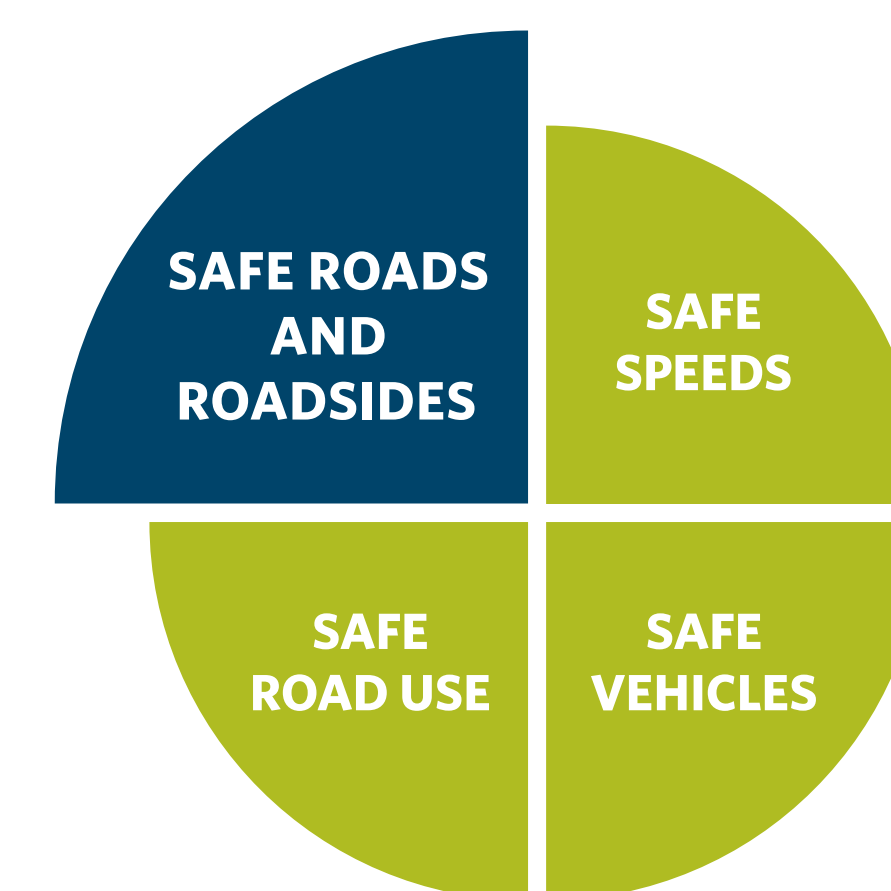 SAFE ROADS
AND
ROADSIDES
SAFE
SPEEDS
SAFE
ROAD USE
SAFE
VEHICLES